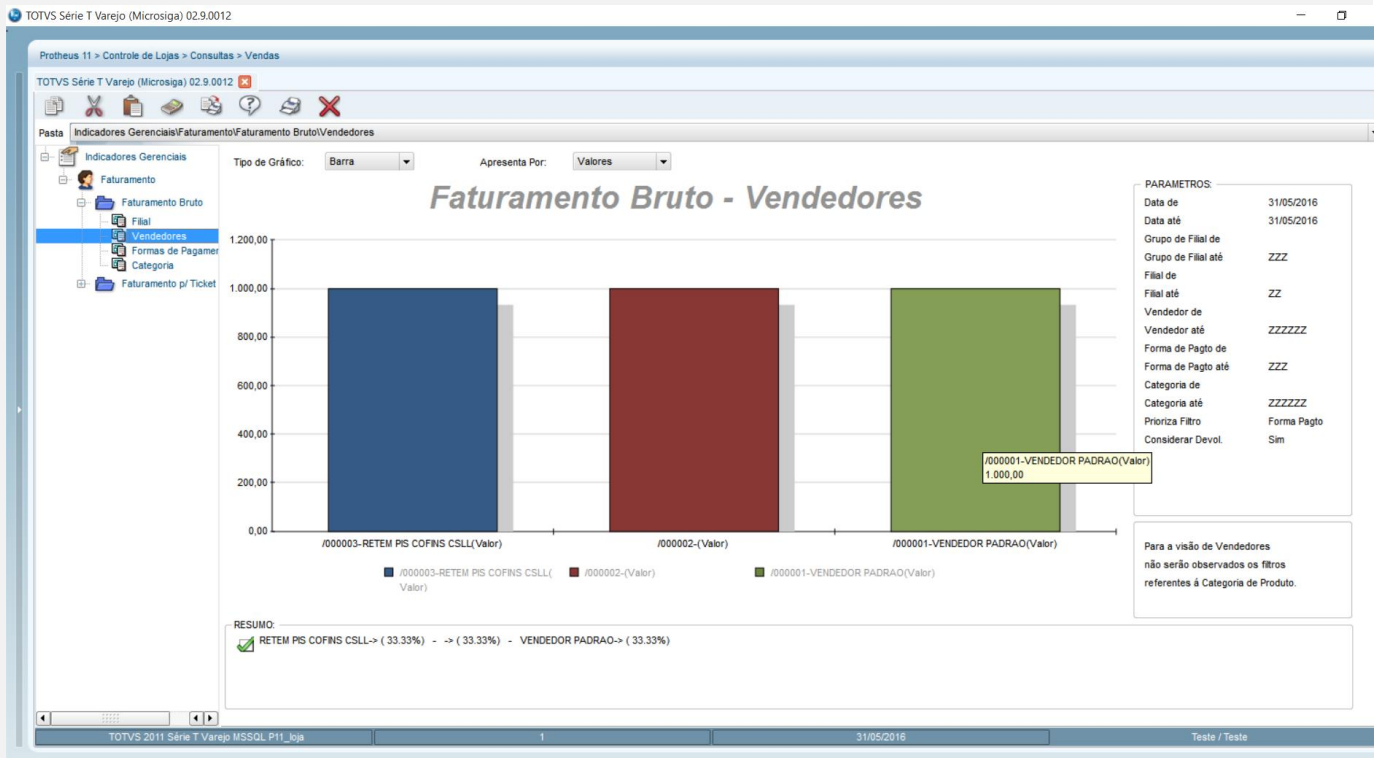 TOTVS Série T Varejo (Microsiga) 02.9.0012
Protheus 11 > Controle de Lojas > Consultas > Vendas
TOTVS Série T Varejo (Microsiga) 02.9.0012
Pasta Indicadores Gerenciais\Faturamento\Faturamento Bruto\Vendedores
Indicadores Gerenciais
Faturamento
Faturamento Bruto
Filial
Vendedores
Formas de Pagamer
Categoria
Faturamento p/ Ticket
Tipo de Gráfico: Barra Apresenta Por: Valores
Faturamento Bruto - Vendedores
1.200,00
1.000,00
800,00
600,00
400,00
200,00
0,00
/000001-VENDEDOR PADRAO(Valor)
1.000,00
/000003-RETEM PIS COFINS CSLL(Valor) /000002-(Valor) /000001-VENDEDOR PADRAO(Valor)
/000003-RETEM PIS COFINS CSLL( /000002-(Valor) /000001-VENDEDOR PADRAO(Valor)
Valor)
PARAMETROS:
Data de 31/05/2016
Data até 31/05/2016
Grupo de Filial de
Grupo de Filial até ZZZ
Filial de
Filial até ZZ
Vendedor de
Vendedor até ZZZZZZ
Forma de Pagto de
Forma de Pagto até ZZZ
Categoria de
Categoria até ZZZZZZ
Prioriza Filtro Forma Pagto
Considerar Devol. Sim
Para a visão de Vendedores
não serão observados os filtros
referentes á Categoria de Produto.
RESUMO:
RETEM PIS COFINS CSLL-> ( 33.33%) - -> ( 33.33%) - VENDEDOR PADRAO-> ( 33.33%)
TOTVS 2011 Série T Varejo MSSQL P11_loja 1 31/05/2016 Teste / Teste